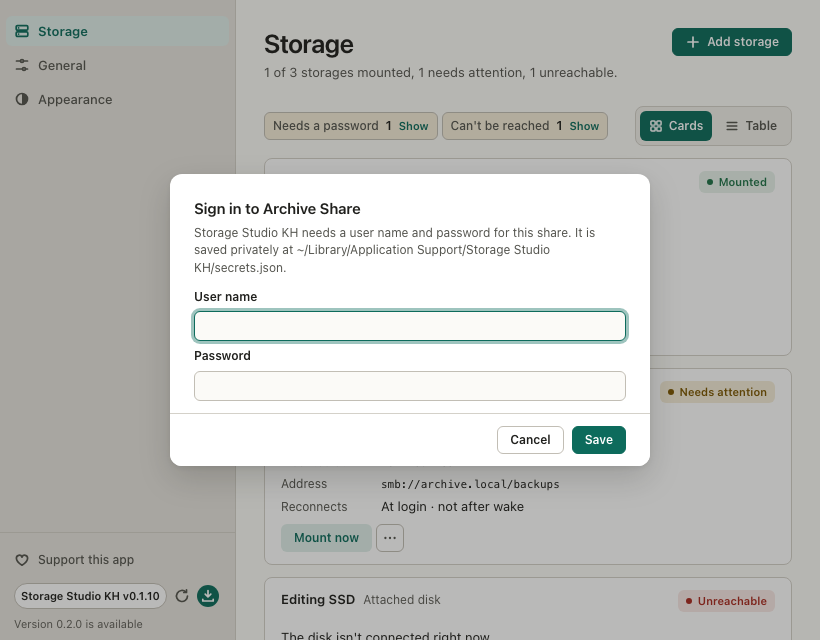 Storage
General
Appearance
Support this app
Storage Studio KH v0.1.10
Version 0.2.0 is available
Storage
1 of 3 storages mounted, 1 needs attention, 1 unreachable.
Add storage
Needs a password 1 Show
Can't be reached 1 Show
Cards
Table
Mounted
Sign in to Archive Share
Storage Studio KH needs a user name and password for this share. It is
saved privately at ~/Library/Application Support/Storage Studio
KH/secrets.json.
User name
Password
Cancel
Save
Needs attention
Address smb://archive.local/backups
Reconnects At login · not after wake
Mount now
Editing SSD Attached disk
Unreachable
The disk isn't connected right now